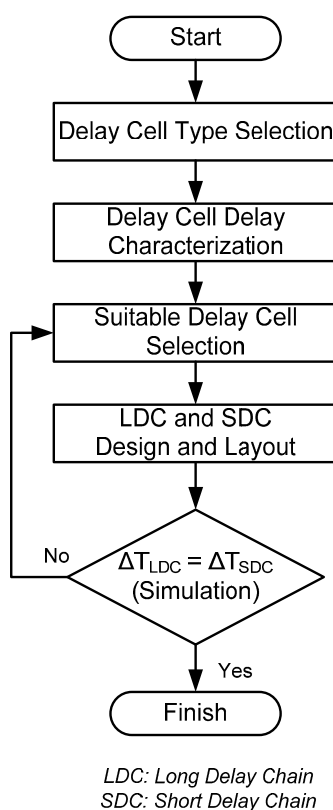 Start
Delay Cell Type Selection
Delay Cell Delay
Characterization
Suitable Delay Cell
Selection
LDC and SDC
Design and Layout
No
ΔT_LDC = ΔT_SDC
(Simulation)
Yes
Finish
LDC: Long Delay Chain
SDC: Short Delay Chain